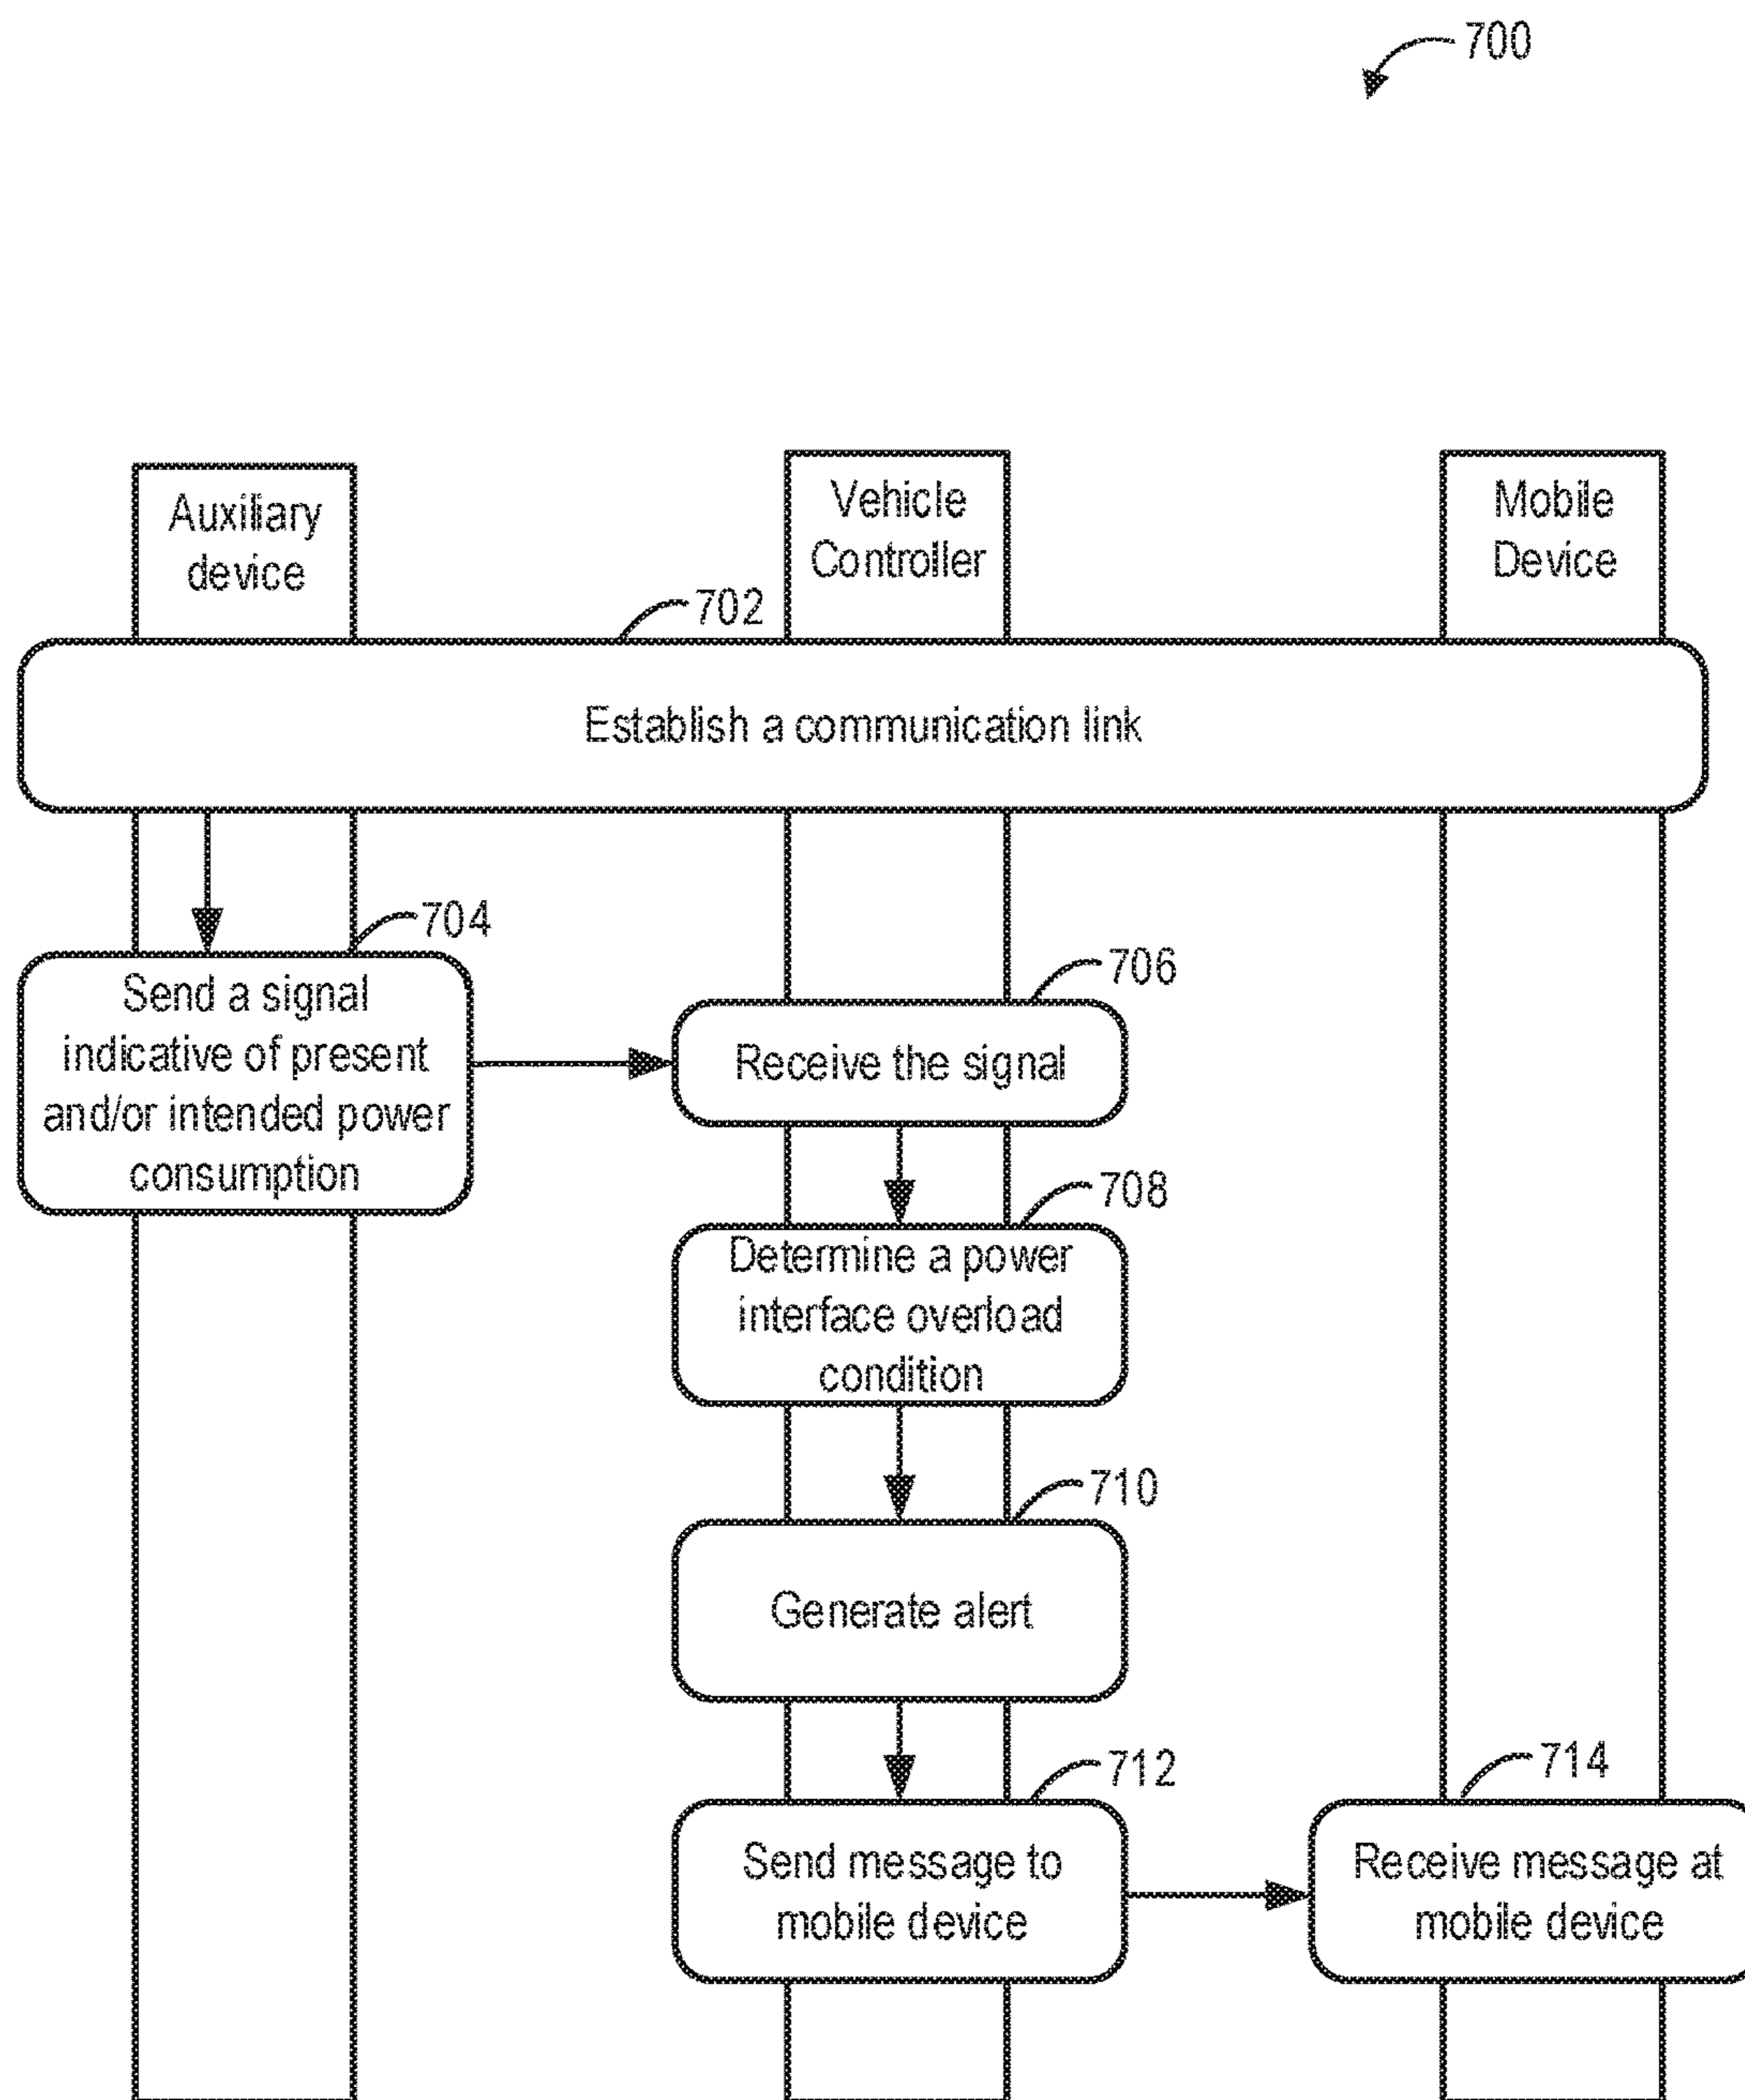 700
Auxiliary
device
Vehicle
Controller
Mobile
Device
702
Establish a communication link
704
Send a signal
indicative of present
and/or intended power
consumption
706
Receive the signal
708
Determine a power
interface overload
condition
710
Generate alert
712
Send message to
mobile device
714
Receive message at
mobile device